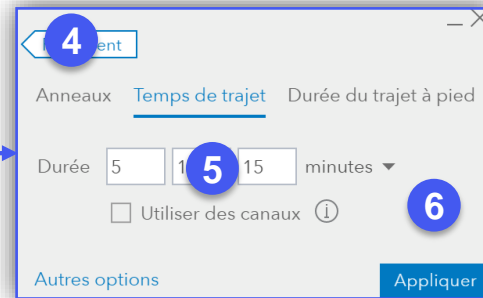 4
Anneaux Temps de trajet Durée du trajet à pied
Durée 5 5 15 minutes
Utiliser des canaux i
6
Autres options Appliquer